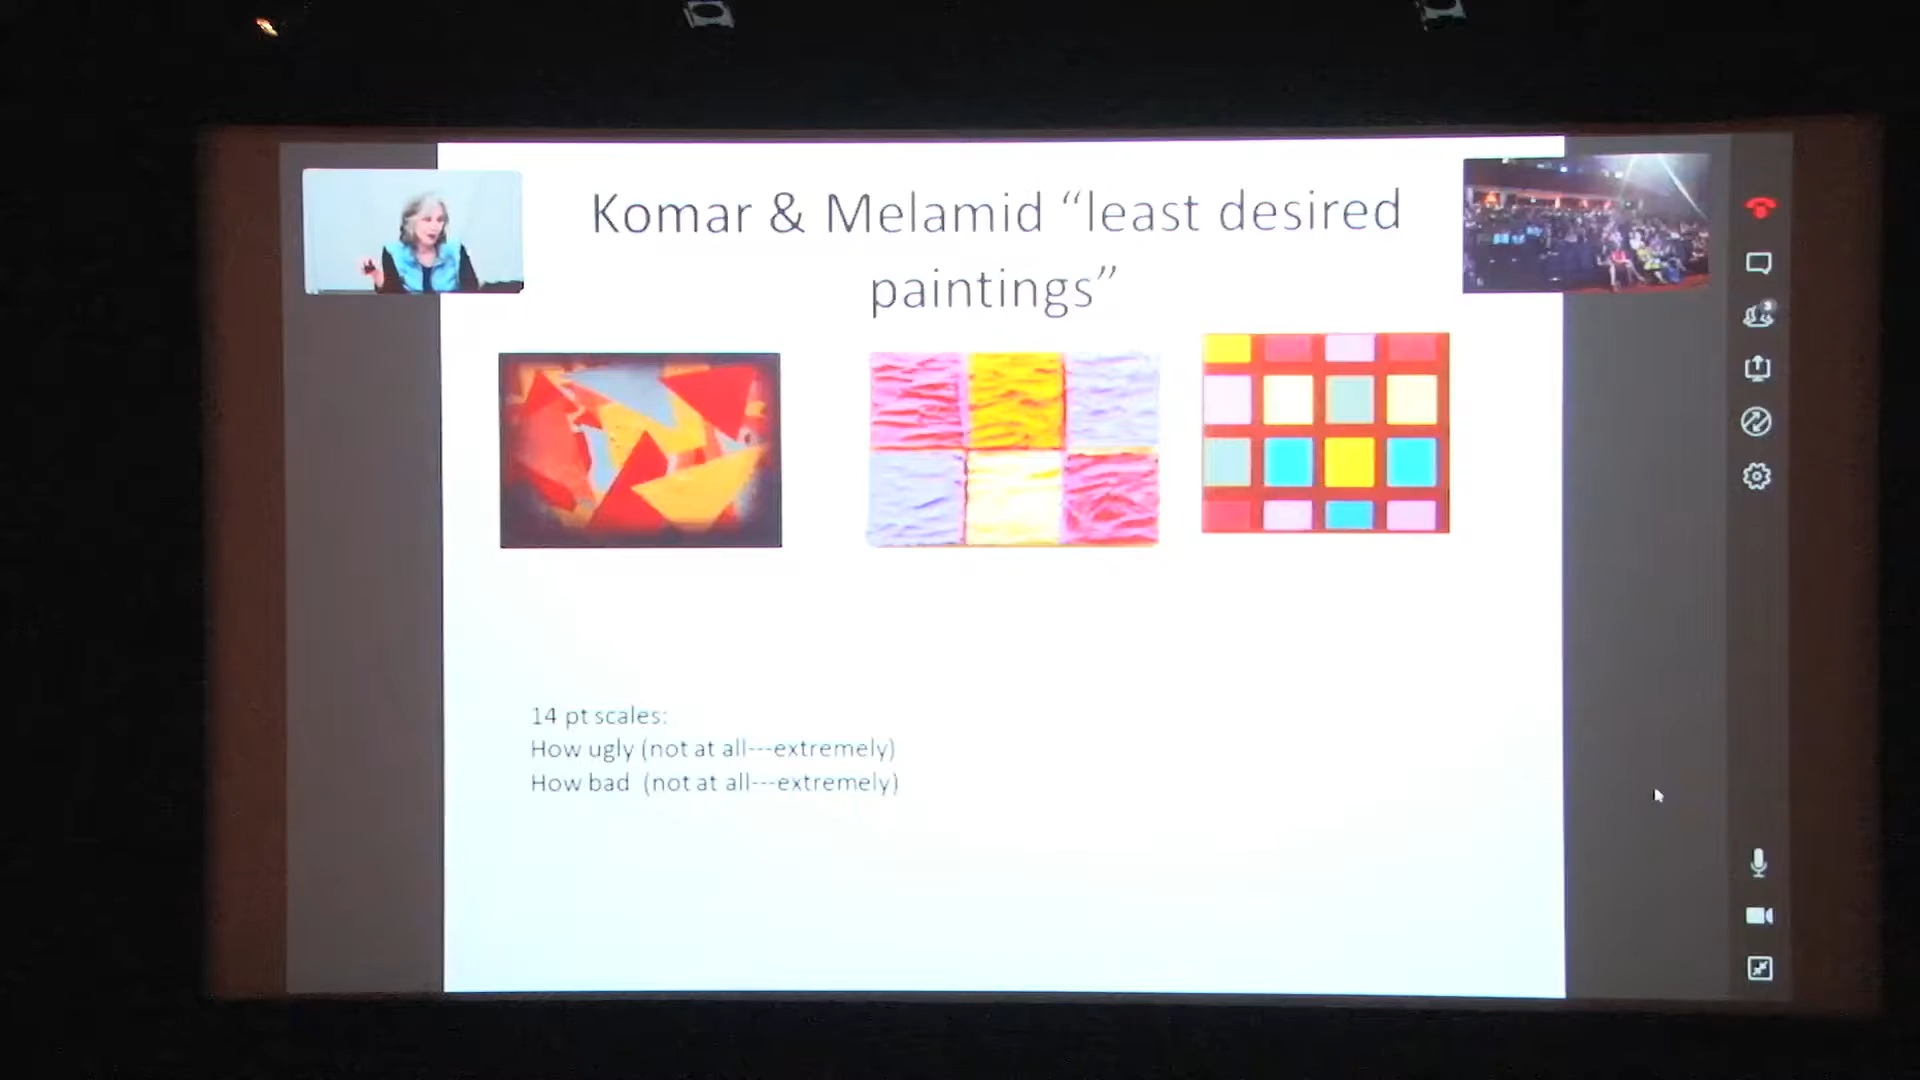 Komar & Melamid “least desired
paintings”
14 pt scales:
How ugly (not at all---extremely)
How bad (not at all---extremely)